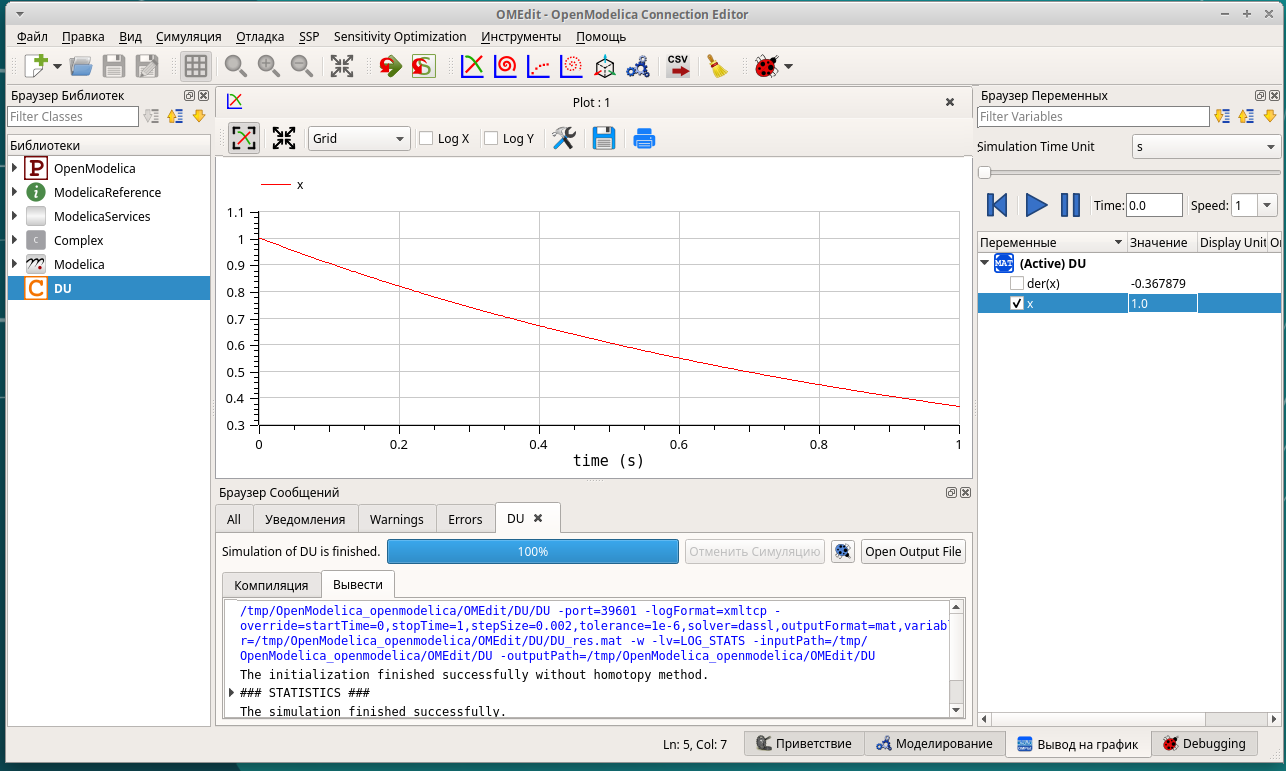 OMEdit - OpenModelica Connection Editor
Файл Правка Вид Симуляция Отладка SSP Sensitivity Optimization Инструменты Помощь
CSV
Браузер Библиотек
Filter Classes
Библиотеки
P OpenModelica
i ModelicaReference
ModelicaServices
C Complex
Modelica
C DU
Plot : 1
Grid Log X Log Y
x
1.1
1
0.9
0.8
0.7
0.6
0.5
0.4
0.3
0 0.2 0.4 0.6 0.8 1
time (s)
Браузер Сообщений
All Уведомления Warnings Errors DU
Simulation of DU is finished. 100% Отменить Симуляцию Open Output File
Компиляция Вывести
/tmp/OpenModelica_openmodelica/OMEdit/DU/DU -port=39601 -logFormat=xmltcp -
override=startTime=0,stopTime=1,stepSize=0.002,tolerance=1e-6,solver=dassl,outputFormat=mat,variabl
r=/tmp/OpenModelica_openmodelica/OMEdit/DU/DU_res.mat -w -lv=LOG_STATS -inputPath=/tmp/
OpenModelica_openmodelica/OMEdit/DU -outputPath=/tmp/OpenModelica_openmodelica/OMEdit/DU
The initialization finished successfully without homotopy method.
### STATISTICS ###
The simulation finished successfully.
Браузер Переменных
Filter Variables
Simulation Time Unit s
Time: 0.0 Speed: 1
Переменные Значение Display Unit
MAT (Active) DU
der(x) -0.367879
x 1.0
Ln: 5, Col: 7 Приветствие Моделирование Вывод на график Debugging